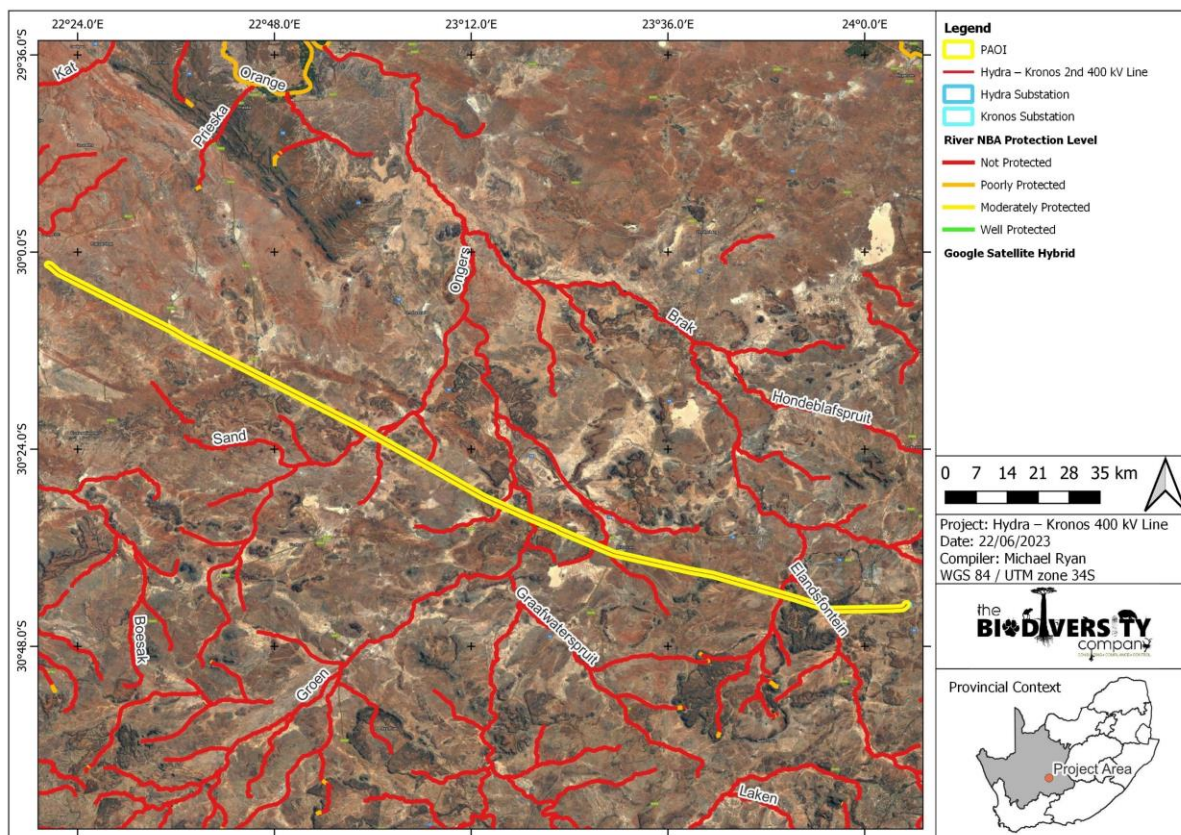 22°24.0'E 22°48.0'E 23°12.0'E 23°36.0'E 24°0.0'E
29°36.0'S
30°0.0'S
30°24.0'S
30°48.0'S
Kat
Orange
Prieska
Ongers
Brak
Hondeblafspruit
Sand
Elandsfontein
Graafwaterspruit
Boesak
Groen
Laken
Legend
PAOI
Hydra – Kronos 2nd 400 kV Line
Hydra Substation
Kronos Substation
River NBA Protection Level
Not Protected
Poorly Protected
Moderately Protected
Well Protected
Google Satellite Hybrid
0 7 14 21 28 35 km
Project: Hydra – Kronos 400 kV Line
Date: 22/06/2023
Compiler: Michael Ryan
WGS 84 / UTM zone 34S
the
BIODIVERSITY
company
Provincial Context
Project Area